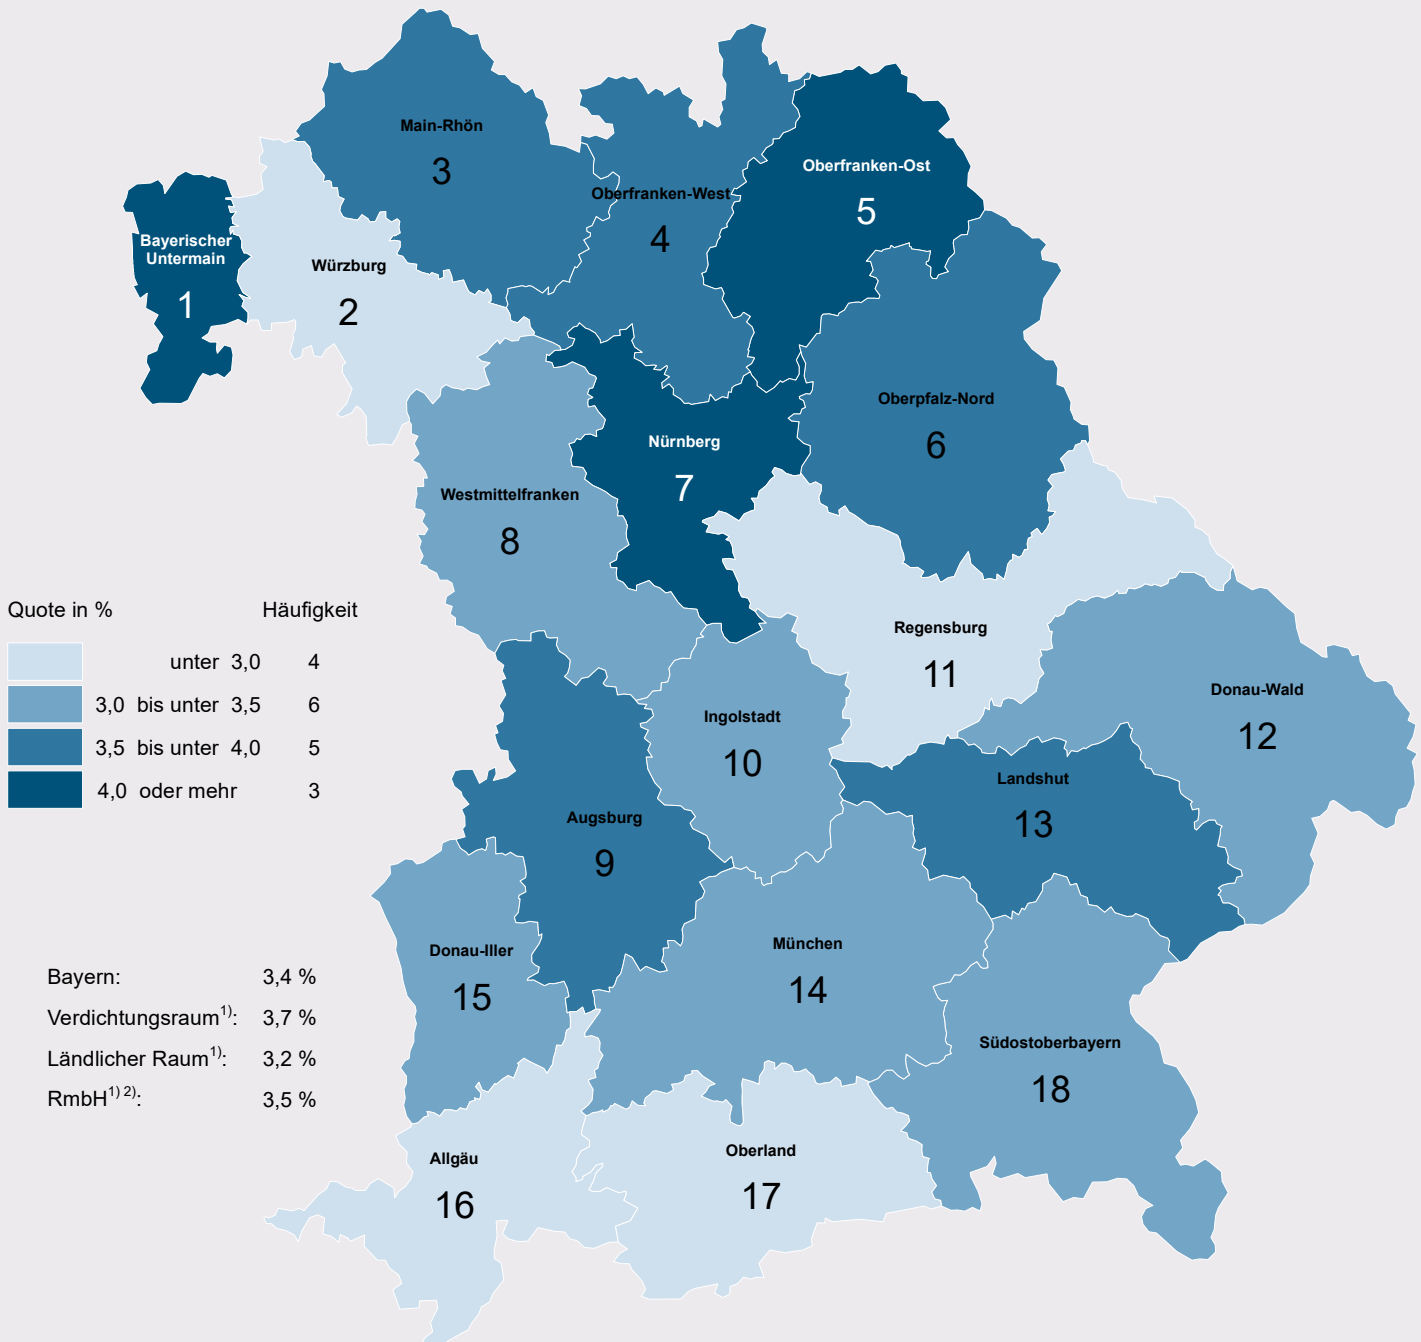 Main-Rhön
3
Oberfranken-West
4
Oberfranken-Ost
5
Bayerischer
Untermain
1
Würzburg
2
Oberpfalz-Nord
6
Nürnberg
7
Westmittelfranken
8
Quote in % Häufigkeit
unter 3,0 4
3,0 bis unter 3,5 6
3,5 bis unter 4,0 5
4,0 oder mehr 3
Regensburg
11
Donau-Wald
12
Ingolstadt
10
Landshut
13
Augsburg
9
München
14
Donau-Iller
15
Bayern: 3,4 %
Verdichtungsraum1): 3,7 %
Ländlicher Raum1): 3,2 %
RmbH1) 2): 3,5 %
Südostoberbayern
18
Oberland
17
Allgäu
16